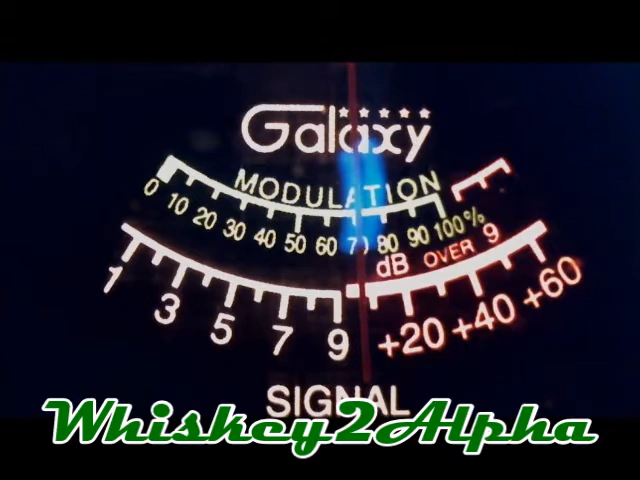 Galaxy
MODULATION
0 10 20 30 40 50 60 7 80 90 100%
dB OVER 9
1 3 5 7 9 +20 +40 +60
SIGNAL
Whiskey2Alpha